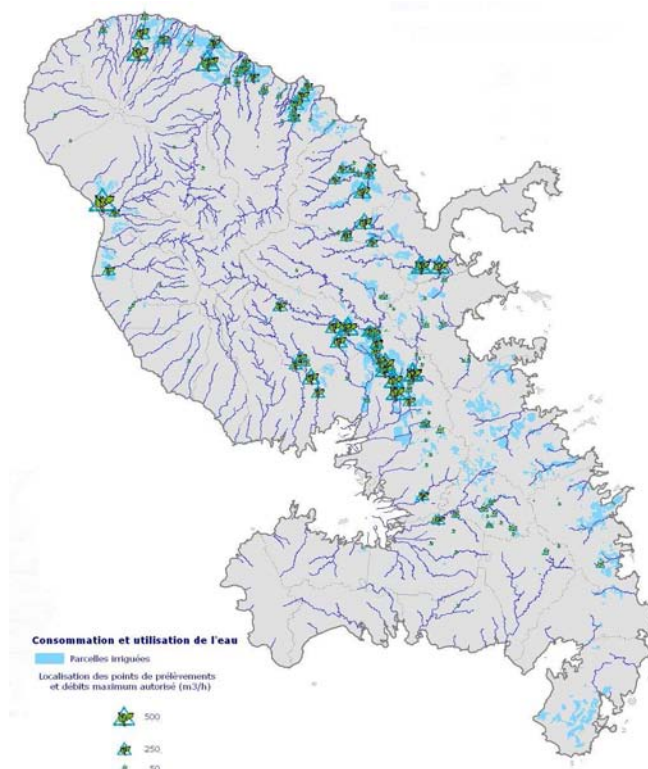 Consommation et utilisation de l'eau
Parcelles irriguées
Localisation des points de prélèvements
et débits maximum autorisé (m3/h)
500
250
50